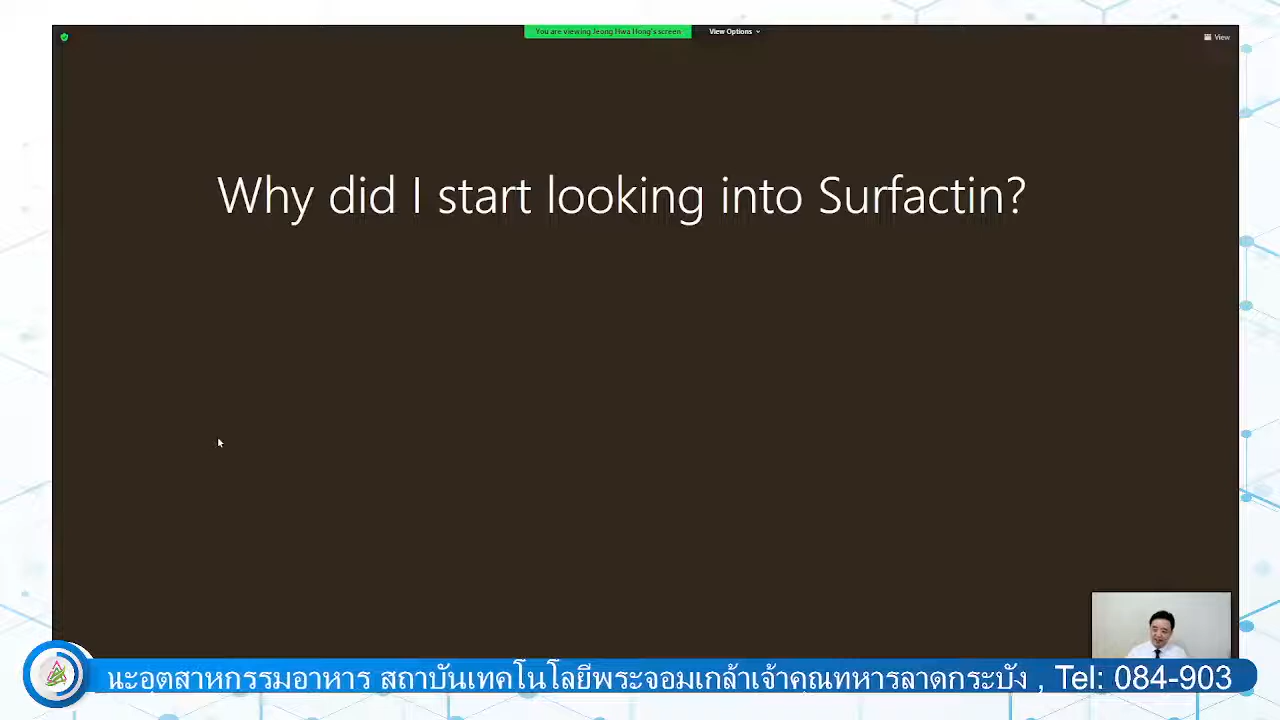 You are viewing Jeong Hwa Hong's screen
View Options
View
Why did I start looking into Surfactin?
นะอุตสาหกรรมอาหาร สถาบันเทคโนโลยีพระจอมเกล้าเจ้าคุณทหารลาดกระบัง , Tel: 084-903